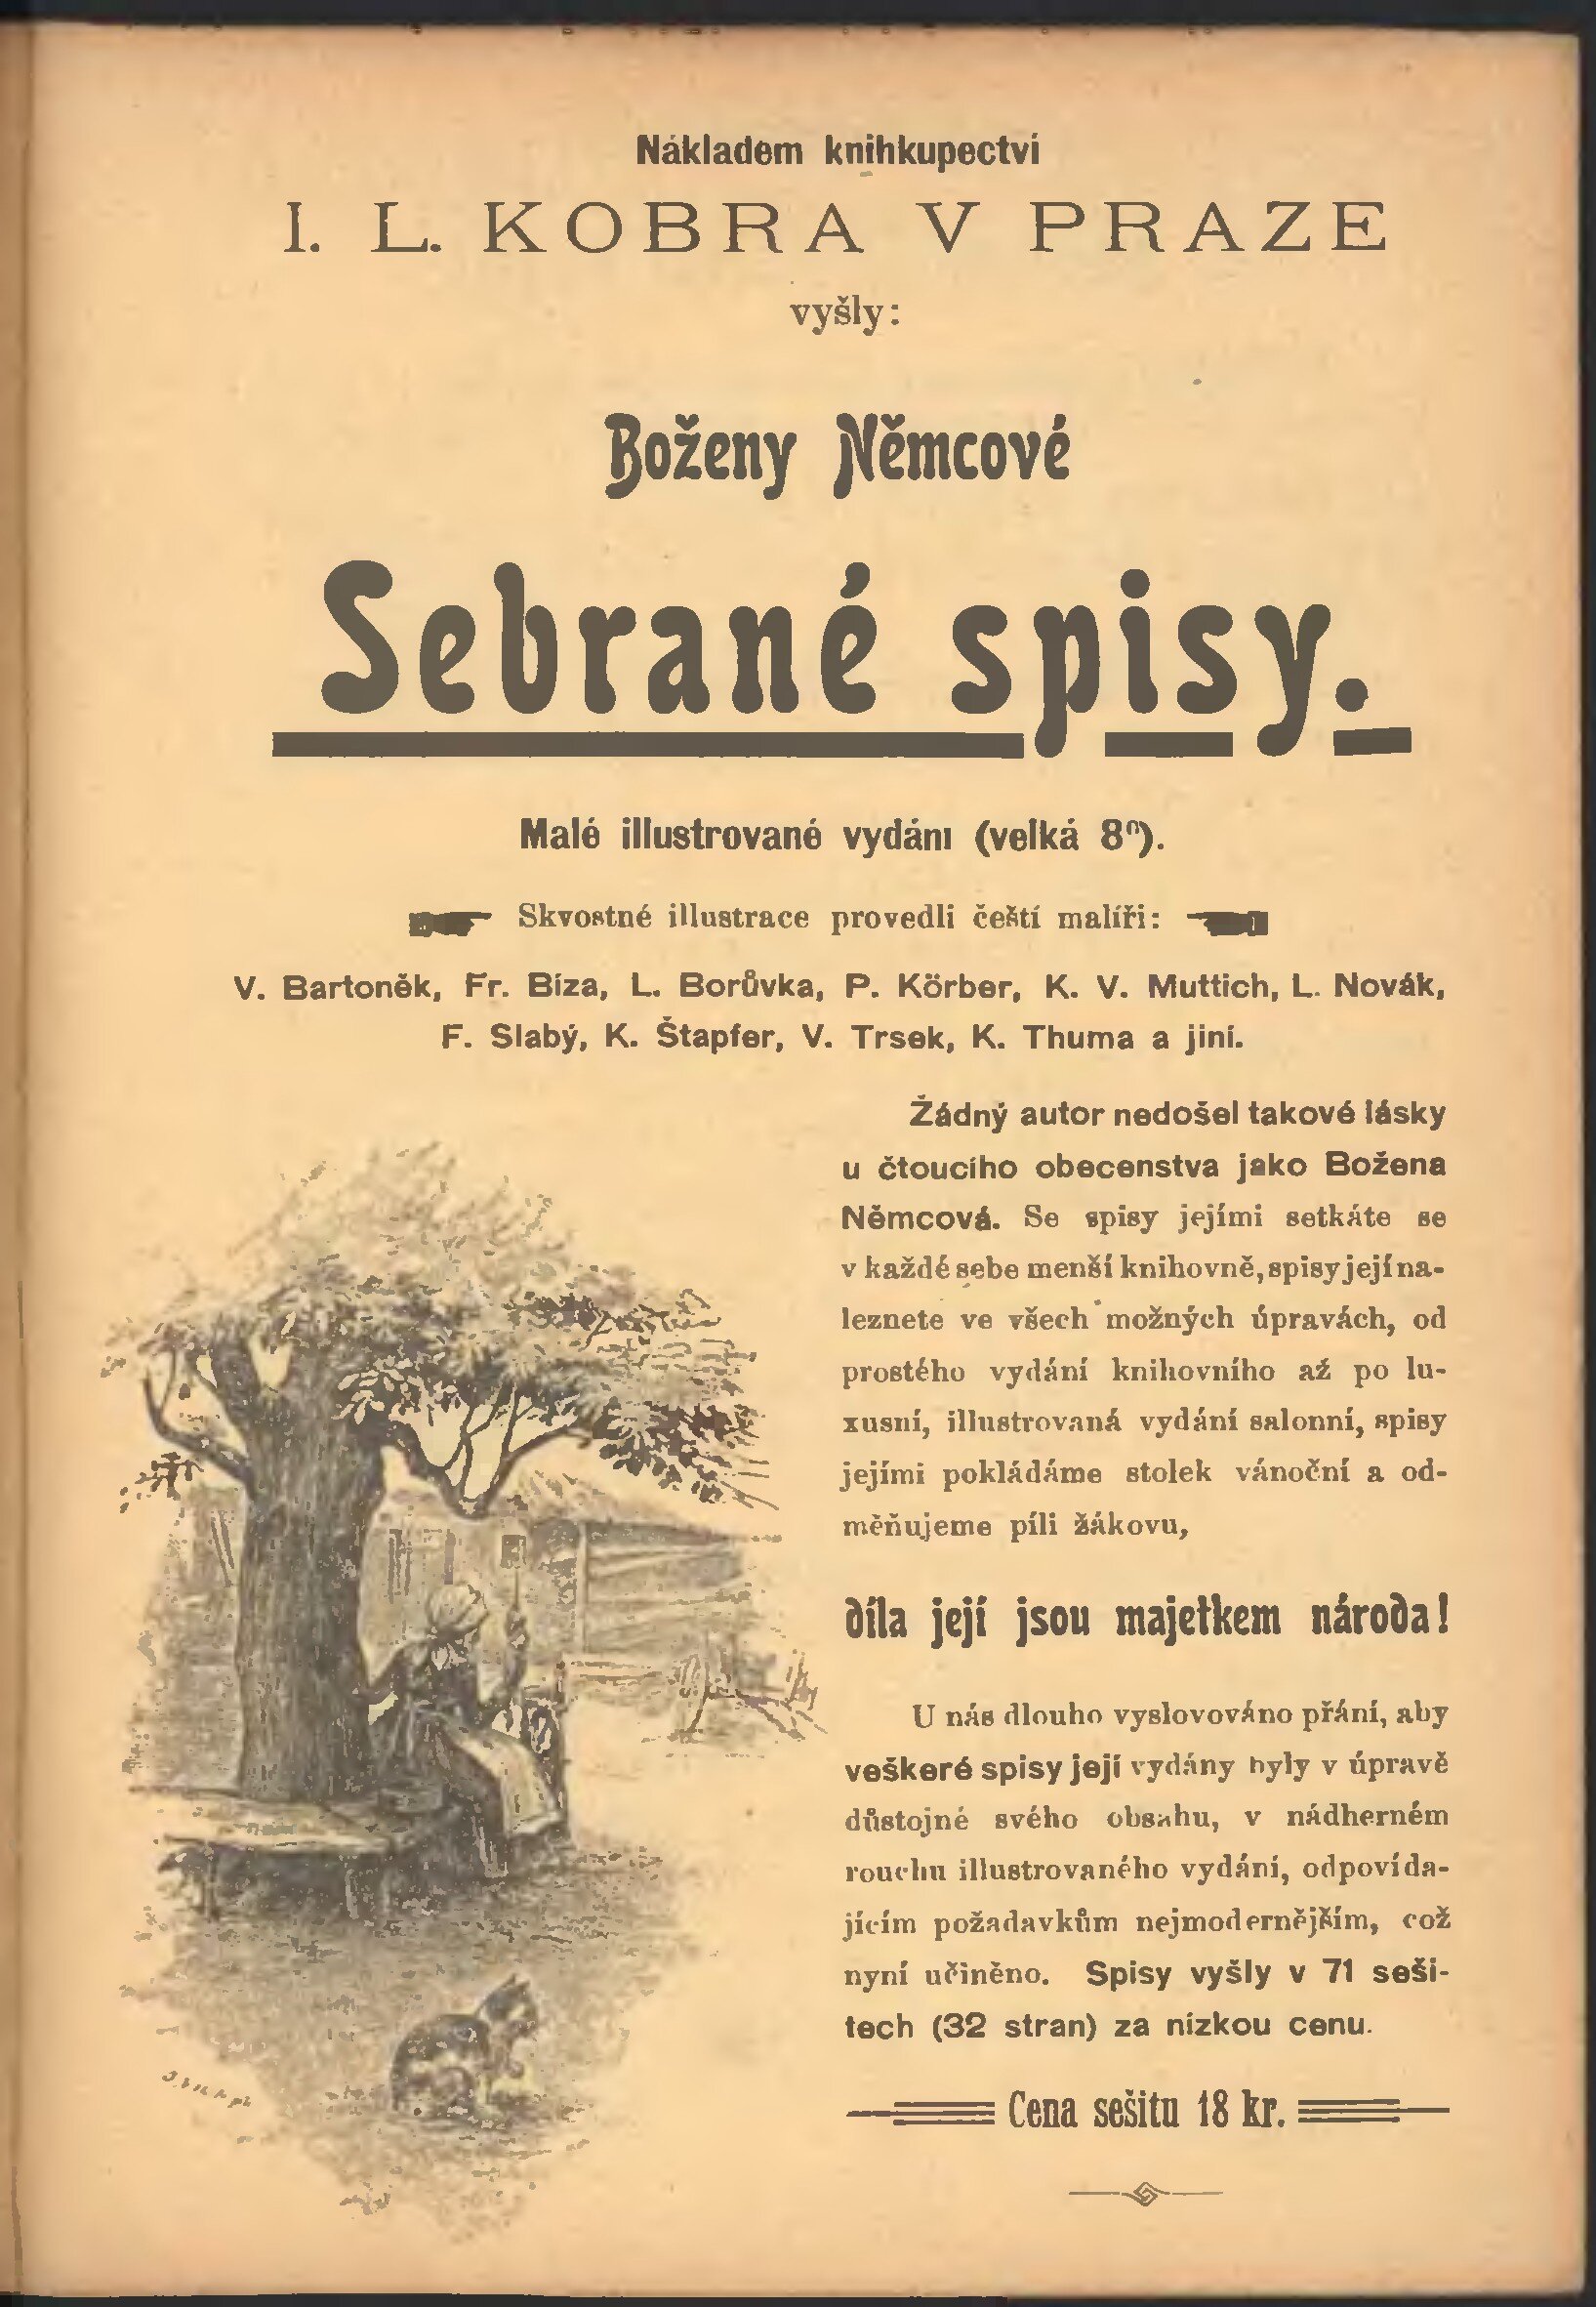 Nákladem knihkupectví
I. L. KOBRA V PRAZE
vyšly:
Boženy Němcové
Sebrané spisy.
Malé illustrované vydání (velká 8⁰).
Skvostné illustrace provedli čeští malíři:
V. Bartoněk, Fr. Bíza, L. Borůvka, P. Körber, K. V. Muttich, L. Novák,
F. Slabý, K. Štapfer, V. Trsek, K. Thuma a jiní.
Žádný autor nedošel takové lásky
u čtoucího obecenstva jako Božena
Němcová. Se spisy jejími setkáte se
v každé sebe menší knihovně, spisy její na-
leznete ve všech možných úpravách, od
prostého vydání knihovního až po lu-
xusní, illustrovaná vydání salonní, spisy
jejími pokládáme stolek vánoční a od-
měňujeme píli žákovu,
díla její jsou majetkem národa!
U nás dlouho vyslovováno přání, aby
veškeré spisy její vydány byly v úpravě
důstojné svého obsahu, v nádherném
rouchu illustrovaného vydání, odpovída-
jícím požadavkům nejmodernějším, což
nyní učiněno. Spisy vyšly v 71 seši-
tech (32 stran) za nízkou cenu.
Cena sešitu 18 kr.